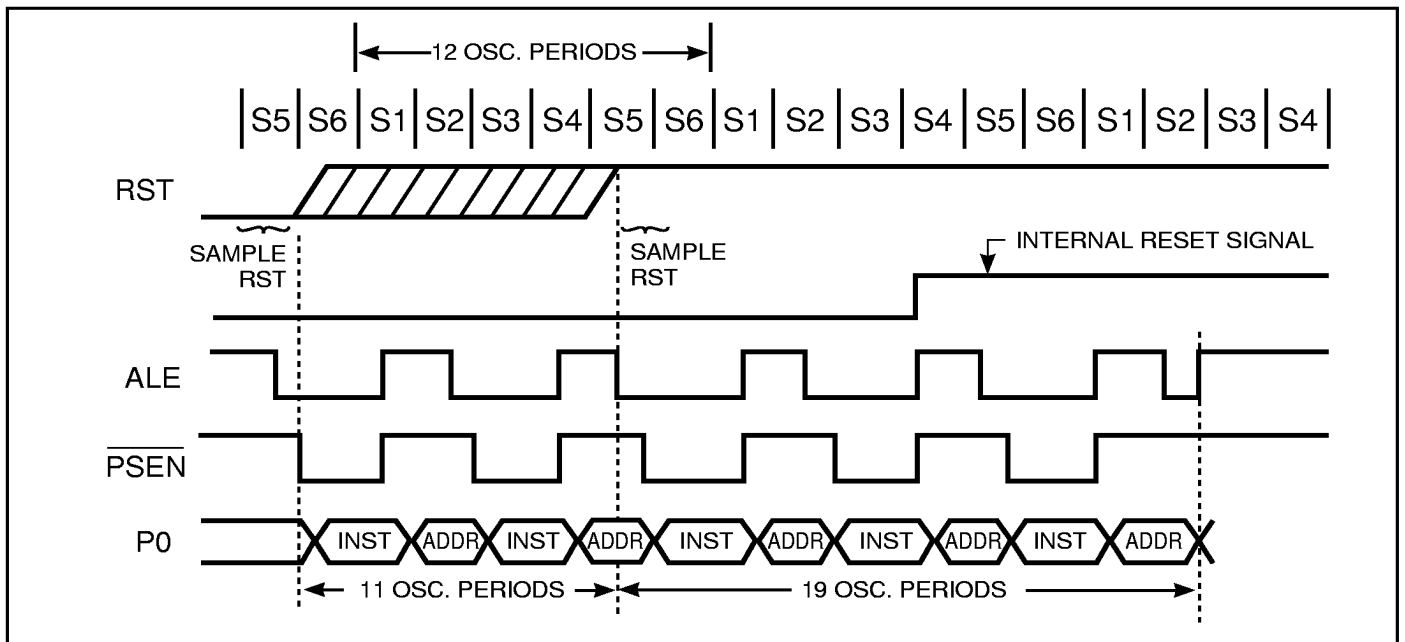 12 OSC. PERIODS
S5 S6 S1 S2 S3 S4 S5 S6 S1 S2 S3 S4 S5 S6 S1 S2 S3 S4
RST
SAMPLE
RST
SAMPLE
RST
INTERNAL RESET SIGNAL
ALE
PSEN
P0
INST ADDR INST ADDR INST ADDR INST ADDR INST ADDR
11 OSC. PERIODS
19 OSC. PERIODS